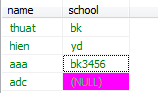 name school
thuat bk
hien yd
aaa bk3456
adc (NULL)